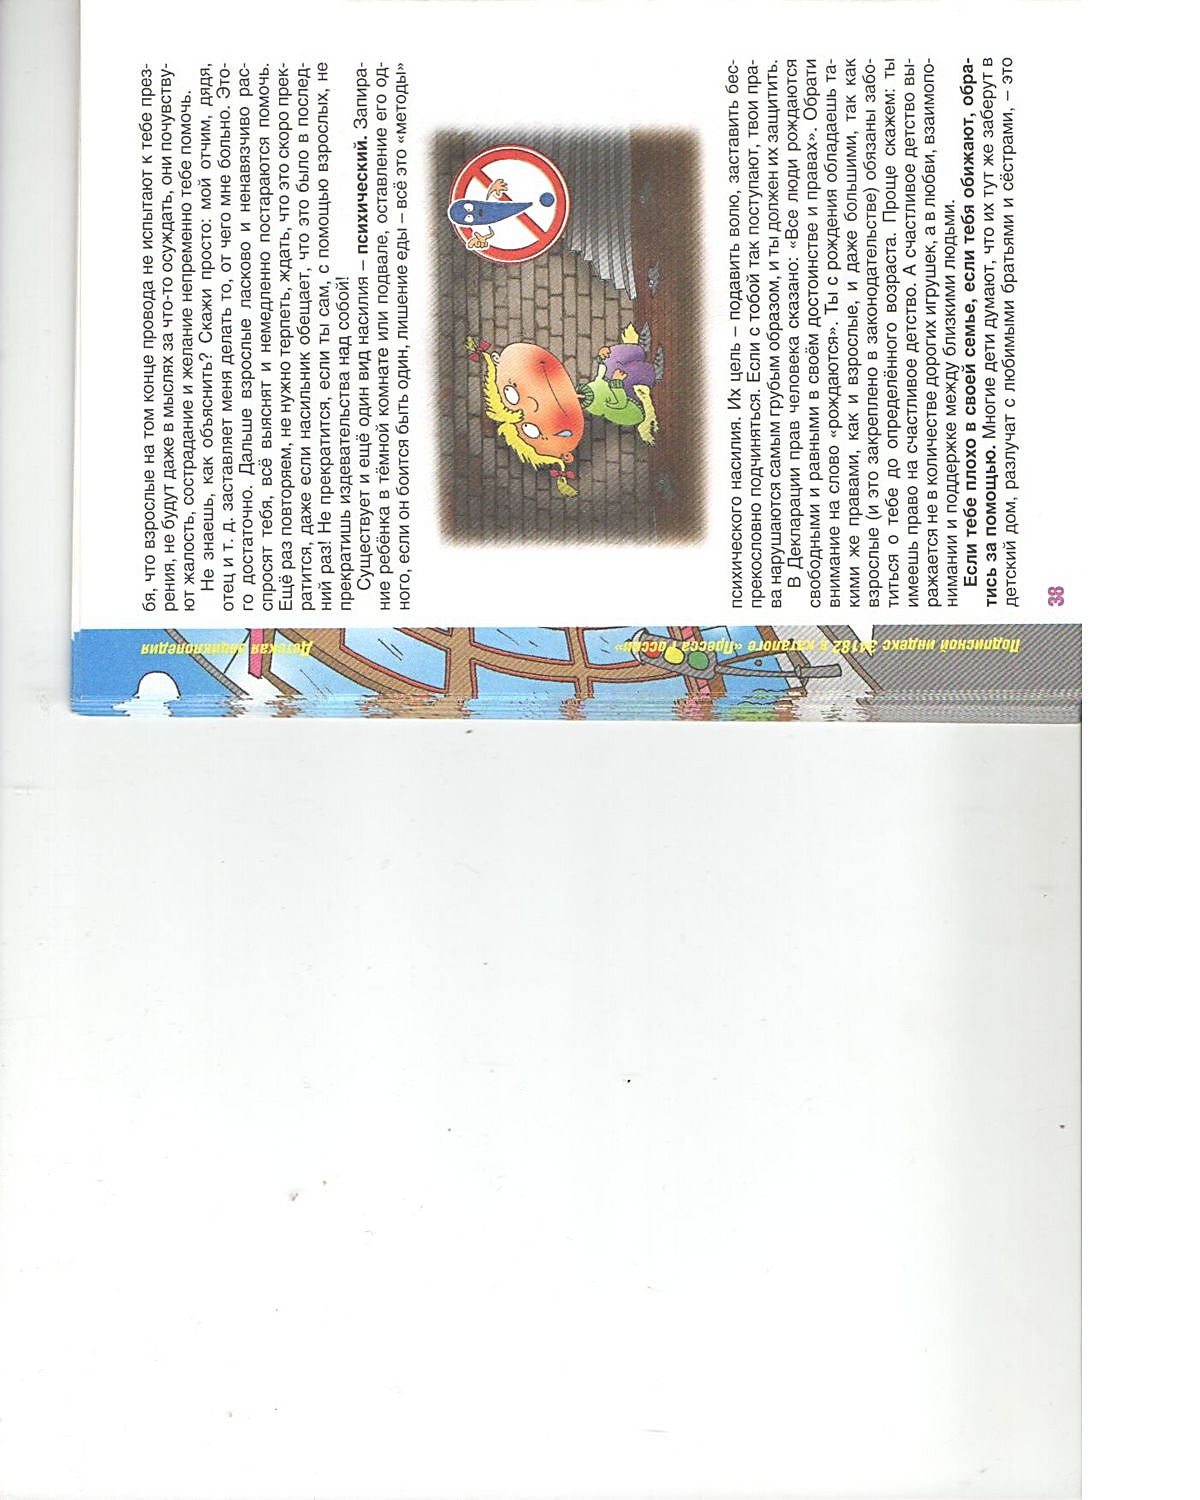 бя, что взрослые на том конце провода не испытают к тебе през-
рения, не будут даже в мыслях за что-то осуждать, они почувству-
ют жалость, сострадание и желание непременно тебе помочь.
Не знаешь, как объяснить? Скажи просто: мой отчим, дядя,
отец и т. д. заставляет меня делать то, от чего мне больно. Это-
го достаточно. Дальше взрослые ласково и ненавязчиво рас-
спросят тебя, всё выяснят и немедленно постараются помочь.
Ещё раз повторяем, не нужно терпеть, ждать, что это скоро прек-
ратится, даже если насильник обещает, что это было в послед-
ний раз! Не прекратится, если ты сам, с помощью взрослых, не
прекратишь издевательства над собой!
Существует и ещё один вид насилия – психический. Запира-
ние ребёнка в тёмной комнате или подвале, оставление его од-
ного, если он боится быть один, лишение еды – всё это «методы»
психического насилия. Их цель – подавить волю, заставить бес-
прекословно подчиняться. Если с тобой так поступают, твои пра-
ва нарушаются самым грубым образом, и ты должен их защитить.
В Декларации прав человека сказано: «Все люди рождаются
свободными и равными в своём достоинстве и правах». Обрати
внимание на слово «рождаются». Ты с рождения обладаешь та-
кими же правами, как и взрослые, и даже большими, так как
взрослые (и это закреплено в законодательстве) обязаны забо-
титься о тебе до определённого возраста. Проще скажем: ты
имеешь право на счастливое детство. А счастливое детство вы-
ражается не в количестве дорогих игрушек, а в любви, взаимопо-
нимании и поддержке между близкими людьми.
Если тебе плохо в своей семье, если тебя обижают, обра-
тись за помощью. Многие дети думают, что их тут же заберут в
детский дом, разлучат с любимыми братьями и сёстрами, – это
38
Детская энциклопедия
Подписной индекс 34182 в каталоге «Пресса России»